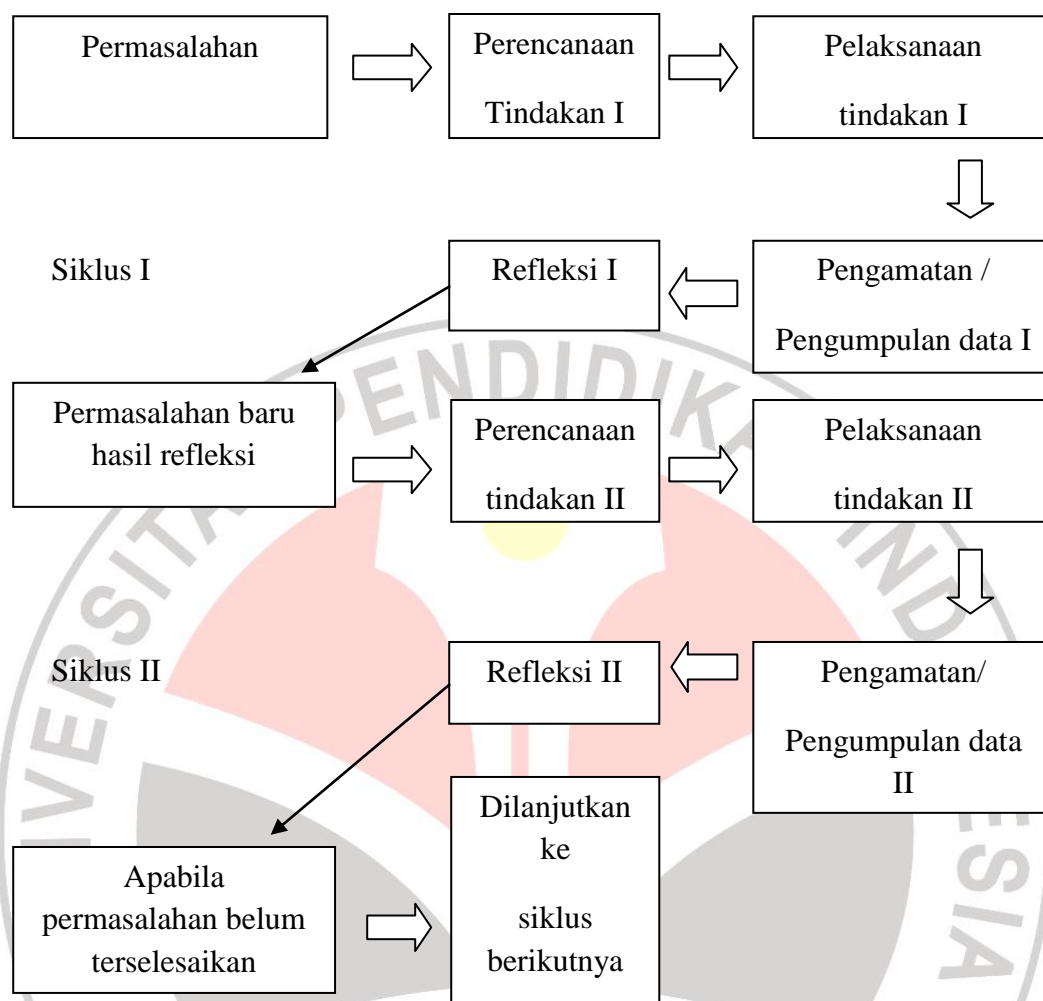 Permasalahan
Perencanaan
Tindakan I
Pelaksanaan
tindakan I
Siklus I
Refleksi I
Pengamatan /
Pengumpulan data I
Permasalahan baru
hasil refleksi
Perencanaan
tindakan II
Pelaksanaan
tindakan II
Siklus II
Refleksi II
Pengamatan/
Pengumpulan data
II
Apabila
permasalahan belum
terselesaikan
Dilanjutkan
ke
siklus
berikutnya